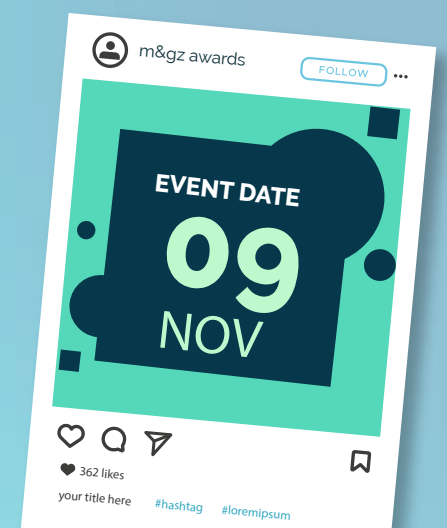 m&gz awards
FOLLOW
EVENT DATE
09
NOV
362 likes
your title here #hashtag #loremipsum